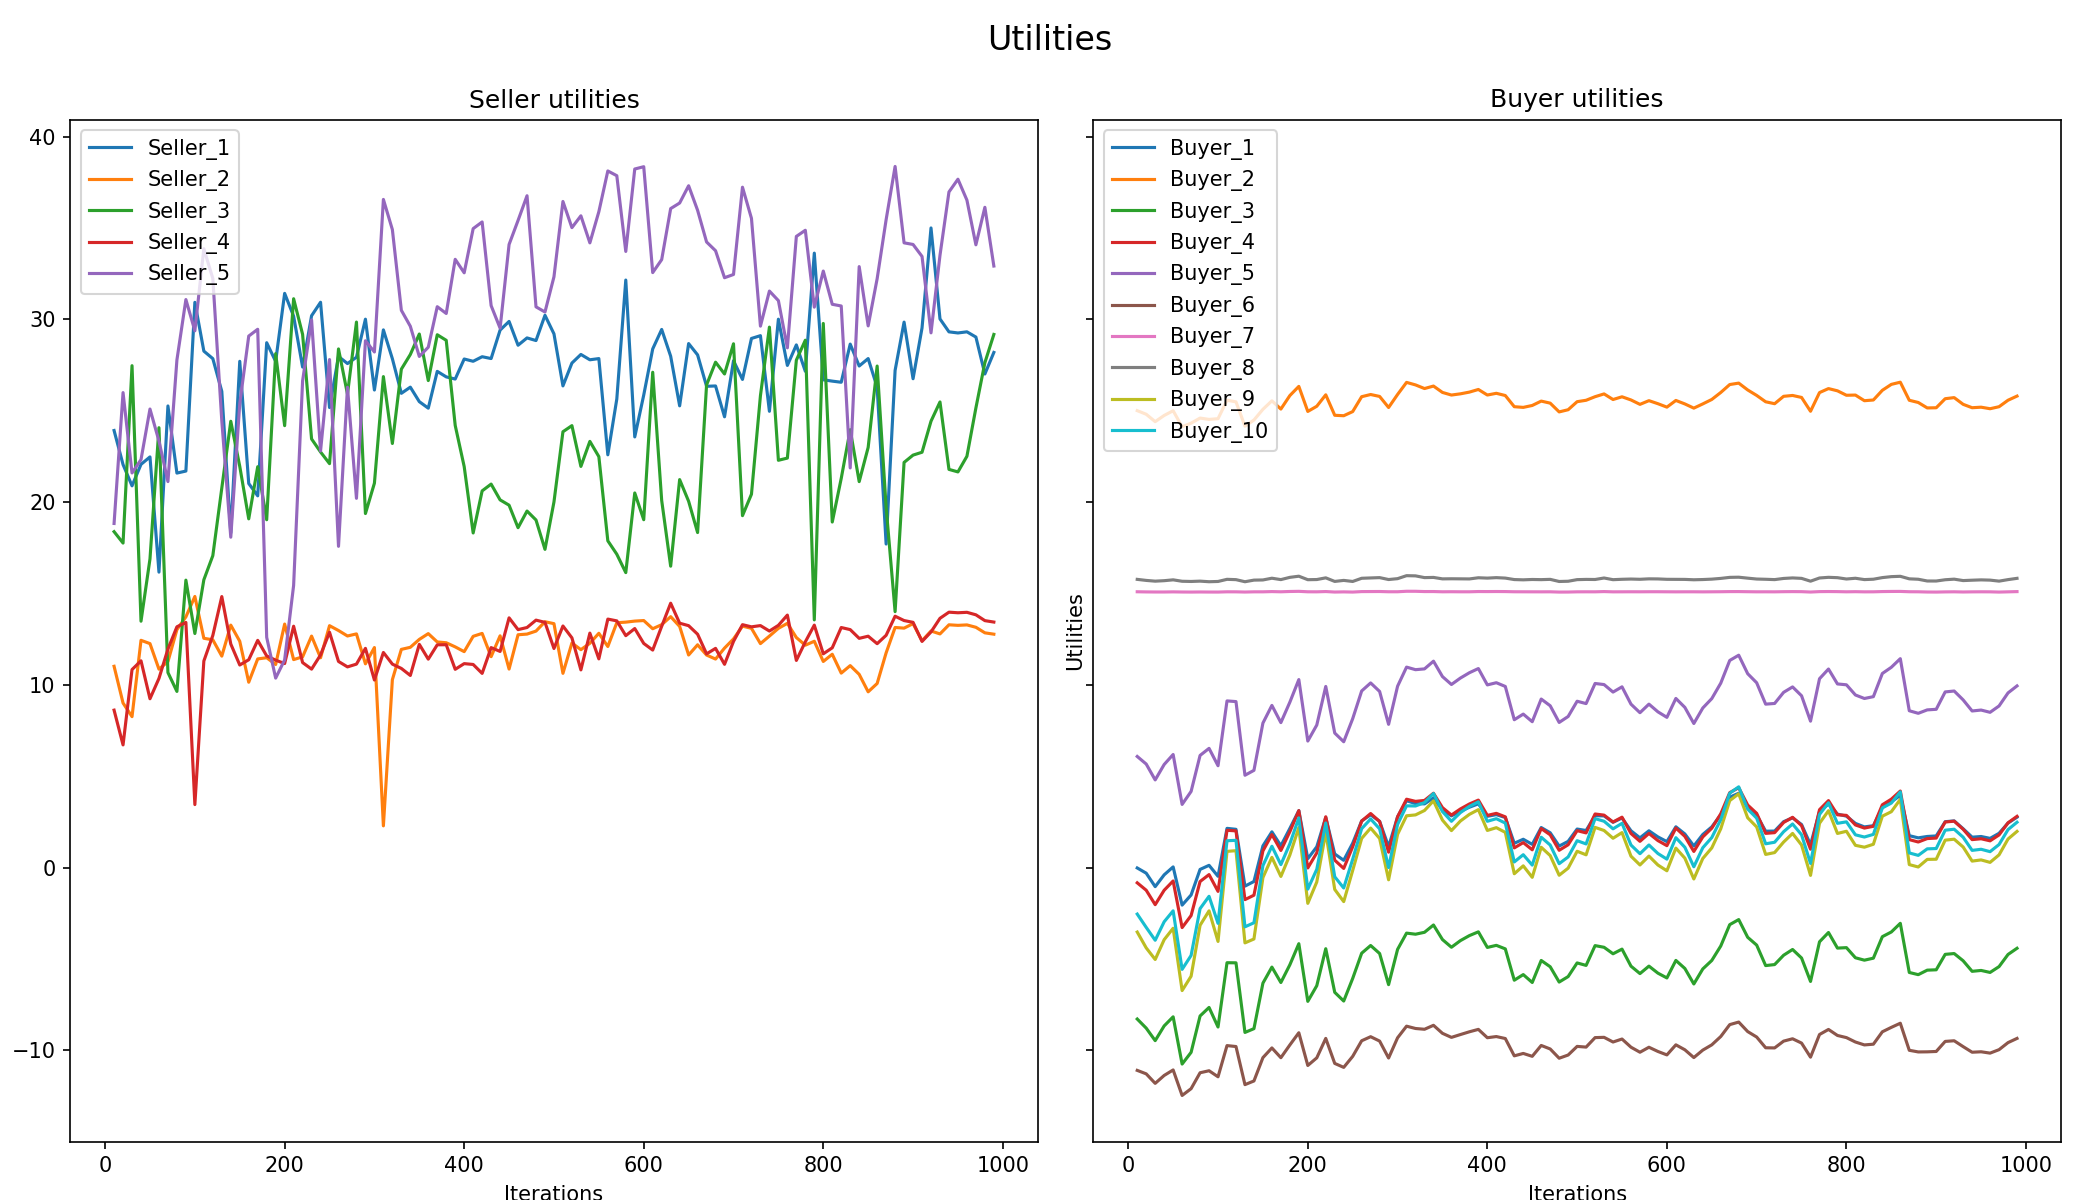 Utilities
Seller utilities
Seller_1
Seller_2
Seller_3
Seller_4
Seller_5
40
30
20
10
0
−10
0
200
400
600
800
1000
Iterations
Buyer utilities
Buyer_1
Buyer_2
Buyer_3
Buyer_4
Buyer_5
Buyer_6
Buyer_7
Buyer_8
Buyer_9
Buyer_10
Utilities
0
200
400
600
800
1000
Iterations